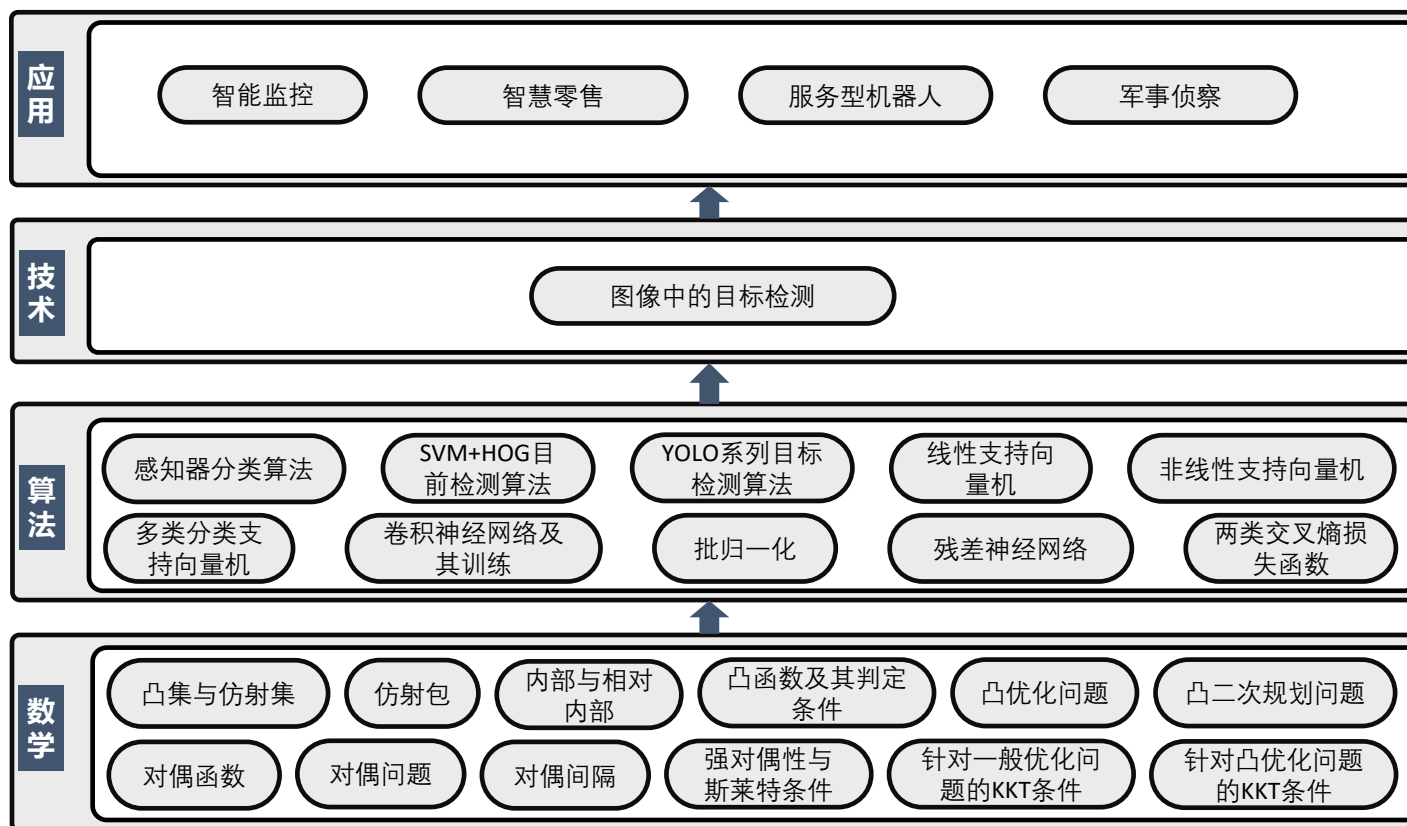 应
用
智能监控
智慧零售
服务型机器人
军事侦察
技
术
图像中的目标检测
算
法
感知器分类算法
SVM+HOG目
前检测算法
YOLO系列目标
检测算法
线性支持向
量机
非线性支持向量机
多类分类支
持向量机
卷积神经网络及
其训练
批归一化
残差神经网络
两类交叉熵损
失函数
数
学
凸集与仿射集
仿射包
内部与相对
内部
凸函数及其判定
条件
凸优化问题
凸二次规划问题
对偶函数
对偶问题
对偶间隔
强对偶性与
斯莱特条件
针对一般优化问
题的KKT条件
针对凸优化问题
的KKT条件